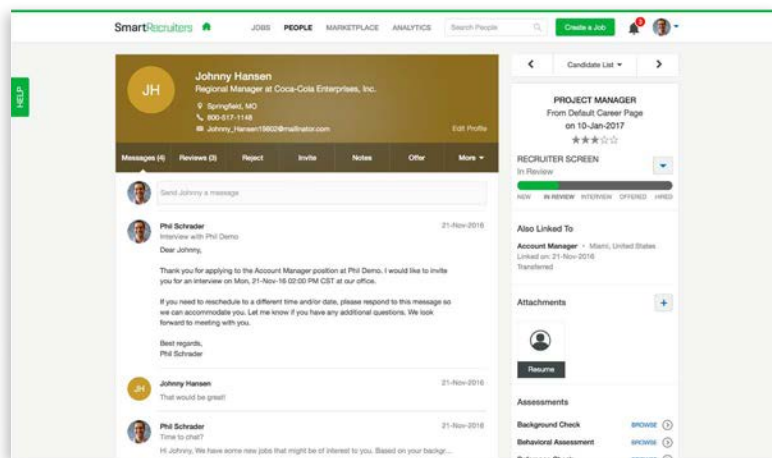 SmartRecruiters
JOBS PEOPLE MARKETPLACE ANALYTICS
Search People
Create a Job
3
HELP
JH
Johnny Hansen
Regional Manager at Coca-Cola Enterprises, Inc.
Springfield, MO
800-517-1148
Johnny_Hansen15602@mailinator.com
Edit Profile
Messages (4) Reviews (3) Reject Invite Notes Offer More
Send Johnny a message
Phil Schrader 21-Nov-2016
Interview with Phil Demo
Dear Johnny,
Thank you for applying to the Account Manager position at Phil Demo. I would like to invite
you for an interview on Mon, 21-Nov-16 02:00 PM CST at our office.
If you need to reschedule to a different time and/or date, please respond to this message so
we can accommodate you. Let me know if you have any additional questions. We look
forward to meeting with you.
Best regards,
Phil Schrader
JH
Johnny Hansen 21-Nov-2016
That would be great!
Phil Schrader 21-Nov-2016
Time to chat?
Hi Johnny, We have some new jobs that might be of interest to you. Based on your backgr...
Candidate List
PROJECT MANAGER
From Default Career Page
on 10-Jan-2017
RECRUITER SCREEN
In Review
NEW IN REVIEW INTERVIEW OFFERED HIRED
Also Linked To
Account Manager • Miami, United States
Linked on: 21-Nov-2016
Transferred
Attachments
Resume
Assessments
Background Check BROWSE
Behavioral Assessment BROWSE